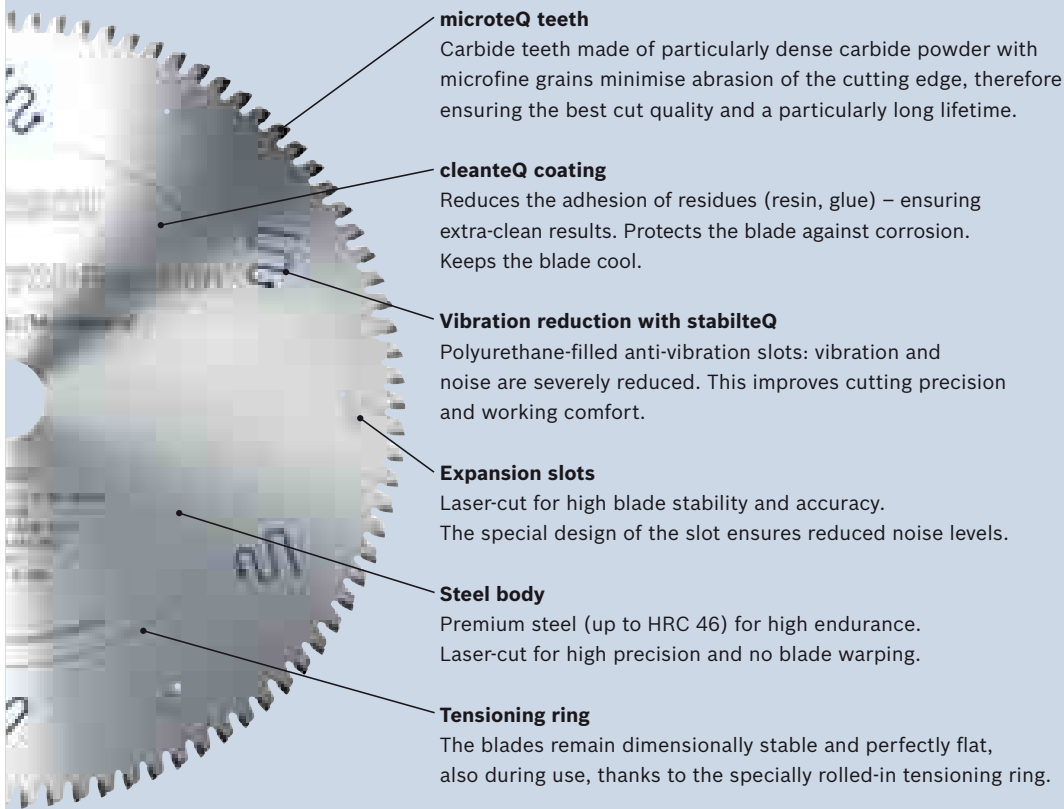 microteQ teeth
Carbide teeth made of particularly dense carbide powder with
microfine grains minimise abrasion of the cutting edge, therefore
ensuring the best cut quality and a particularly long lifetime.
cleanteQ coating
Reduces the adhesion of residues (resin, glue) – ensuring
extra-clean results. Protects the blade against corrosion.
Keeps the blade cool.
Vibration reduction with stabilteQ
Polyurethane-filled anti-vibration slots: vibration and
noise are severely reduced. This improves cutting precision
and working comfort.
Expansion slots
Laser-cut for high blade stability and accuracy.
The special design of the slot ensures reduced noise levels.
Steel body
Premium steel (up to HRC 46) for high endurance.
Laser-cut for high precision and no blade warping.
Tensioning ring
The blades remain dimensionally stable and perfectly flat,
also during use, thanks to the specially rolled-in tensioning ring.